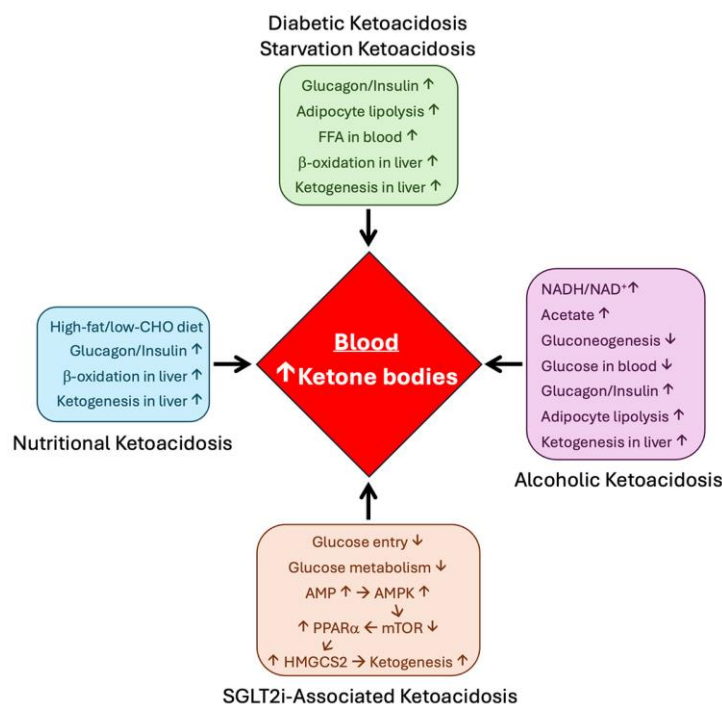 Diabetic Ketoacidosis
Starvation Ketoacidosis
Glucagon/Insulin ↑
Adipocyte lipolysis ↑
FFA in blood ↑
β-oxidation in liver ↑
Ketogenesis in liver ↑
High-fat/low-CHO diet
Glucagon/Insulin ↑
β-oxidation in liver ↑
Ketogenesis in liver ↑
Nutritional Ketoacidosis
Blood
↑Ketone bodies
NADH/NAD⁺↑
Acetate ↑
Gluconeogenesis ↓
Glucose in blood ↓
Glucagon/Insulin ↑
Adipocyte lipolysis ↑
Ketogenesis in liver ↑
Alcoholic Ketoacidosis
Glucose entry ↓
Glucose metabolism ↓
AMP ↑ → AMPK ↑
↑ PPARα ← mTOR ↓
↑ HMGCS2 → Ketogenesis ↑
SGLT2i-Associated Ketoacidosis